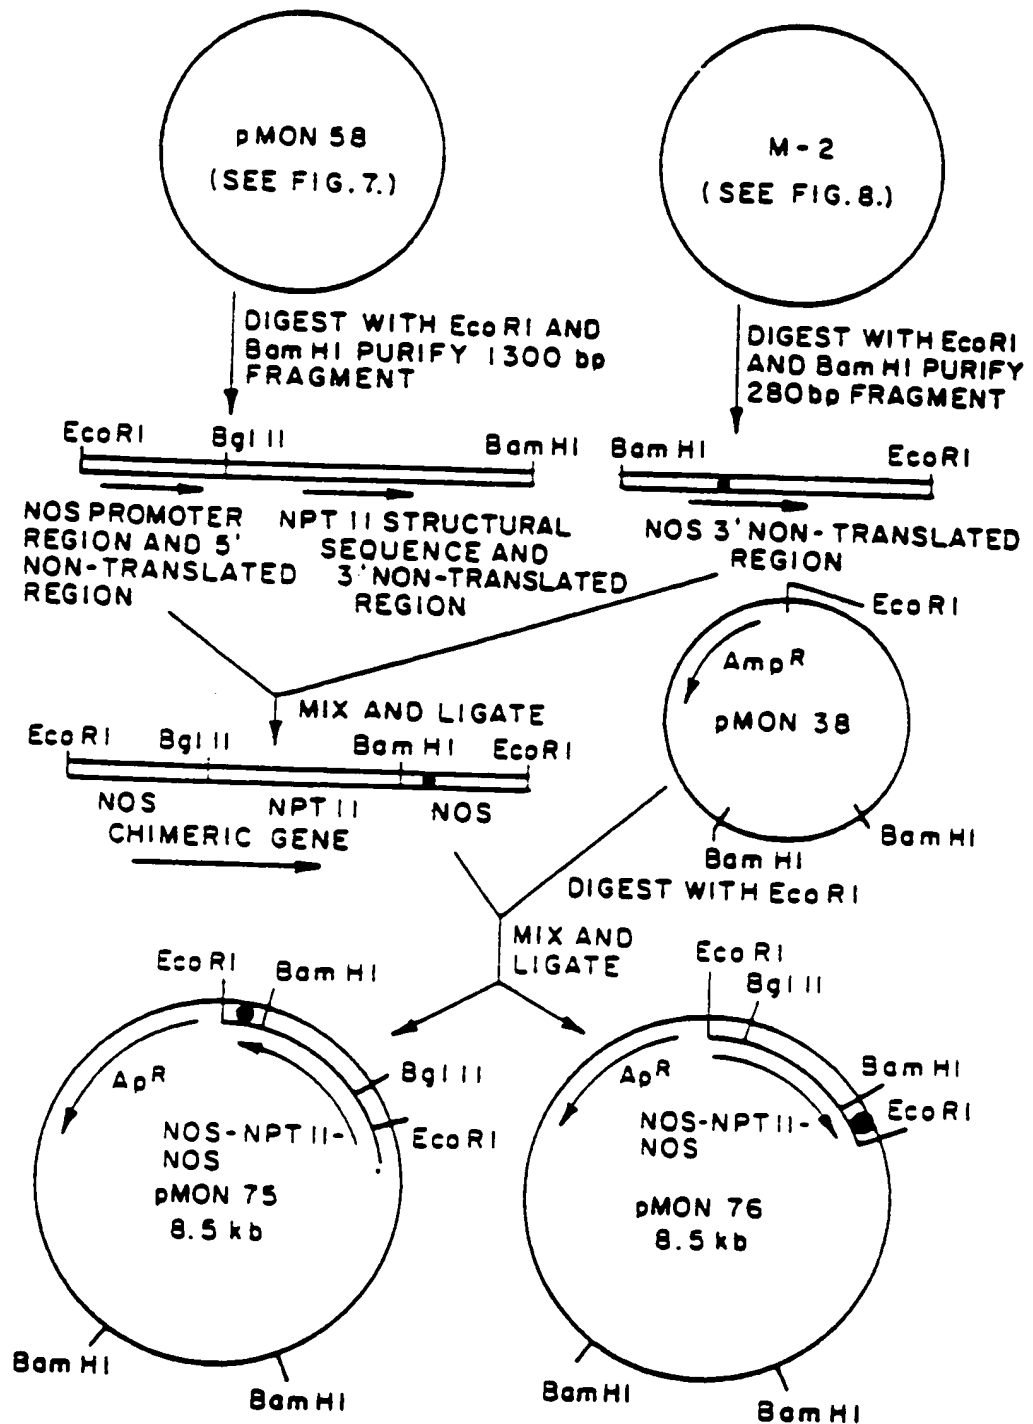 pMON 58
(SEE FIG. 7.)
M-2
(SEE FIG. 8.)
DIGEST WITH EcoRI AND
BamHI PURIFY 1300 bp
FRAGMENT
DIGEST WITH EcoRI
AND BamHI PURIFY
280bp FRAGMENT
EcoRI
BglII
BamHI
BamHI
EcoRI
NOS PROMOTER
REGION AND 5'
NON-TRANSLATED
REGION
NPT II STRUCTURAL
SEQUENCE AND
3' NON-TRANSLATED
REGION
NOS 3' NON-TRANSLATED
REGION
EcoRI
AmpR
pMON 38
BamHI
BamHI
MIX AND LIGATE
EcoRI
BglII
BamHI
EcoRI
NOS
NPT II
NOS
CHIMERIC GENE
DIGEST WITH EcoRI
MIX AND
LIGATE
EcoRI
BamHI
BglII
EcoRI
ApR
NOS-NPT II-
NOS
pMON 75
8.5 kb
BamHI
BamHI
EcoRI
BglII
BamHI
EcoRI
ApR
NOS-NPT II-
NOS
pMON 76
8.5 kb
BamHI
BamHI